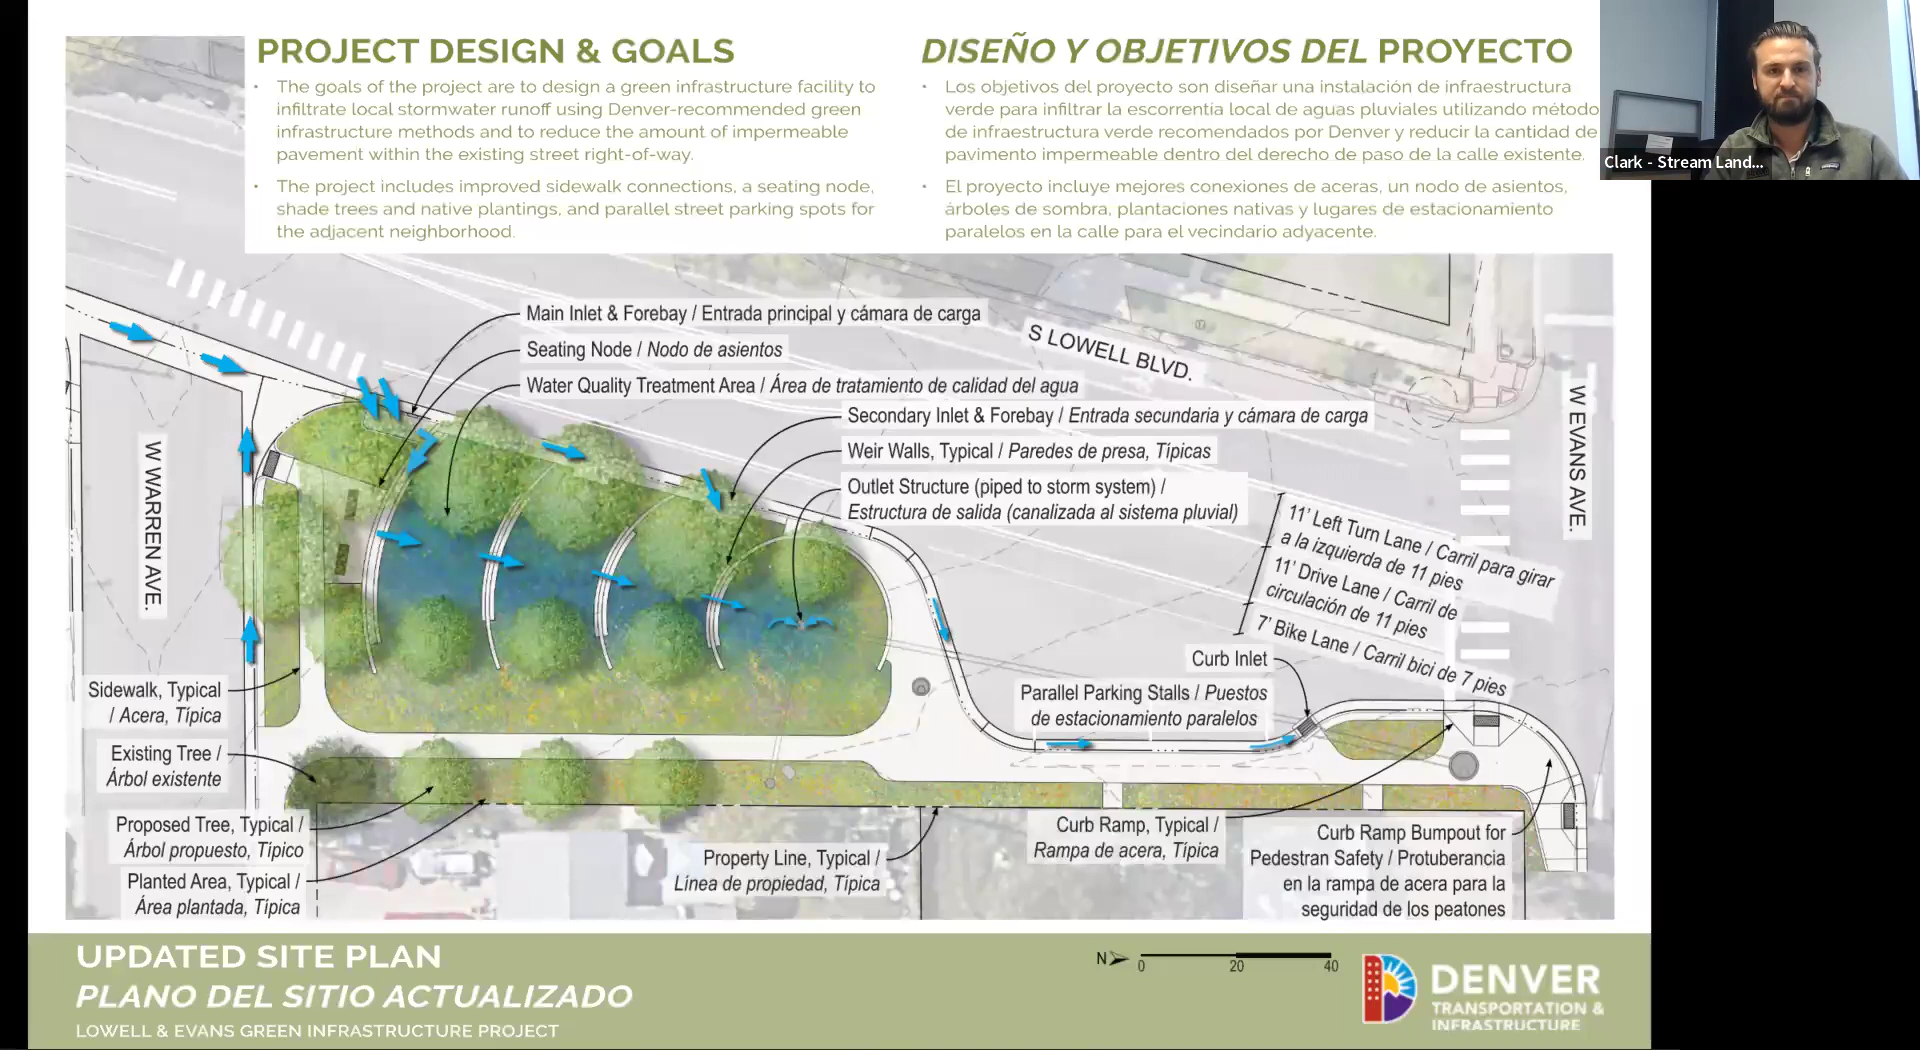 PROJECT DESIGN & GOALS
• The goals of the project are to design a green infrastructure facility to
infiltrate local stormwater runoff using Denver-recommended green
infrastructure methods and to reduce the amount of impermeable
pavement within the existing street right-of-way.
• The project includes improved sidewalk connections, a seating node,
shade trees and native plantings, and parallel street parking spots for
the adjacent neighborhood.
DISEÑO Y OBJETIVOS DEL PROYECTO
• Los objetivos del proyecto son diseñar una instalación de infraestructura
verde para infiltrar la escorrentía local de aguas pluviales utilizando método
de infraestructura verde recomendados por Denver y reducir la cantidad de
pavimento impermeable dentro del derecho de paso de la calle existente.
• El proyecto incluye mejores conexiones de aceras, un nodo de asientos,
árboles de sombra, plantaciones nativas y lugares de estacionamiento
paralelos en la calle para el vecindario adyacente.
Clark - Stream Land...
Main Inlet & Forebay / Entrada principal y cámara de carga
Seating Node / Nodo de asientos
Water Quality Treatment Area / Área de tratamiento de calidad del agua
Secondary Inlet & Forebay / Entrada secundaria y cámara de carga
Weir Walls, Typical / Paredes de presa, Típicas
Outlet Structure (piped to storm system) /
Estructura de salida (canalizada al sistema pluvial)
S LOWELL BLVD.
W EVANS AVE.
W WARREN AVE.
11' Left Turn Lane / Carril para girar
a la izquierda de 11 pies
11' Drive Lane / Carril de
circulación de 11 pies
7' Bike Lane / Carril bici de 7 pies
Curb Inlet
Parallel Parking Stalls / Puestos
de estacionamiento paralelos
Sidewalk, Typical
/ Acera, Típica
Existing Tree /
Árbol existente
Proposed Tree, Typical /
Árbol propuesto, Típico
Planted Area, Typical /
Área plantada, Típica
Property Line, Typical /
Línea de propiedad, Típica
Curb Ramp, Typical /
Rampa de acera, Típica
Curb Ramp Bumpout for
Pedestran Safety / Protuberancia
en la rampa de acera para la
seguridad de los peatones
UPDATED SITE PLAN
PLANO DEL SITIO ACTUALIZADO
LOWELL & EVANS GREEN INFRASTRUCTURE PROJECT
N
0 20 40
DENVER
TRANSPORTATION &
INFRASTRUCTURE